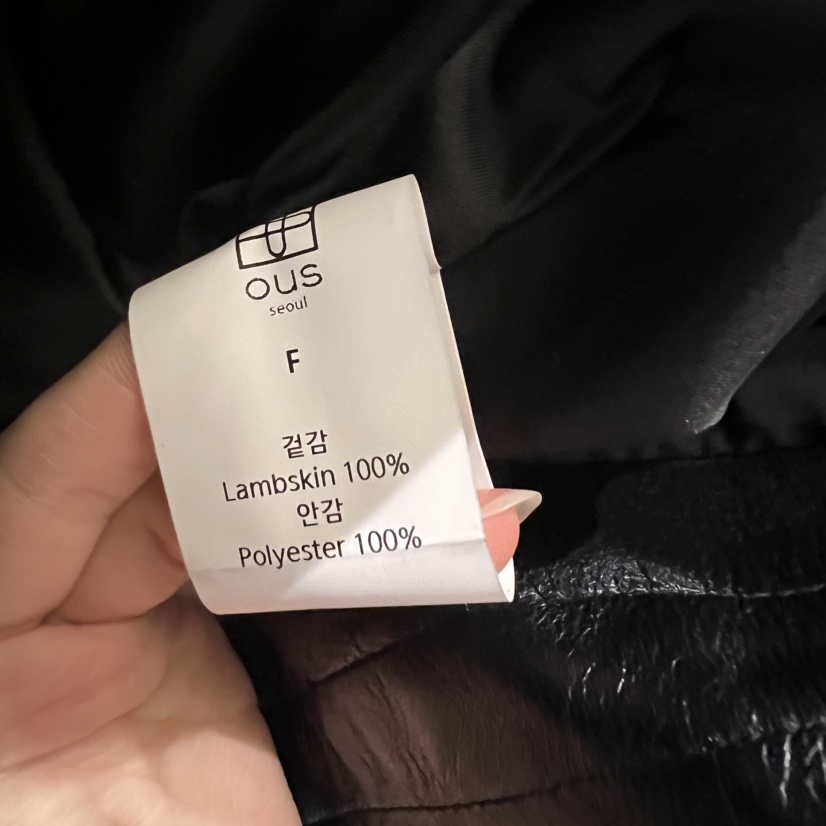 ous
seoul
F
겉감
Lambskin 100%
안감
Polyester 100%